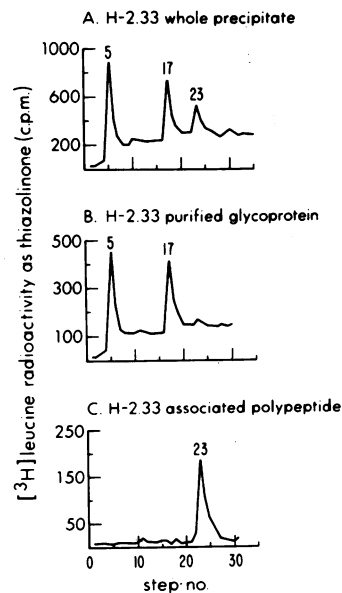 A. H-2.33 whole precipitate
1000
600
200
5
17
23
B. H-2.33 purified glycoprotein
500
300
100
5
17
C. H-2.33 associated polypeptide
250
150
50
23
0 10 20 30
step·no.
[³H]leucine radioactivity as thiazolinone (c.p.m.)